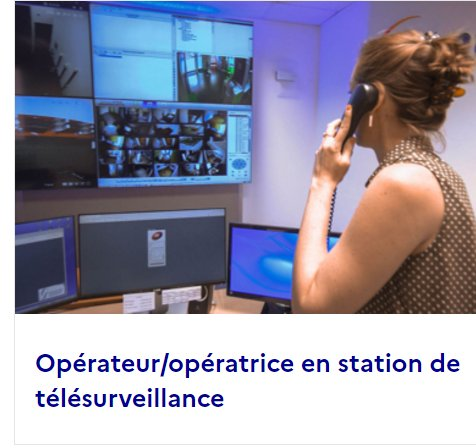 Opérateur/opératrice en station de
télésurveillance